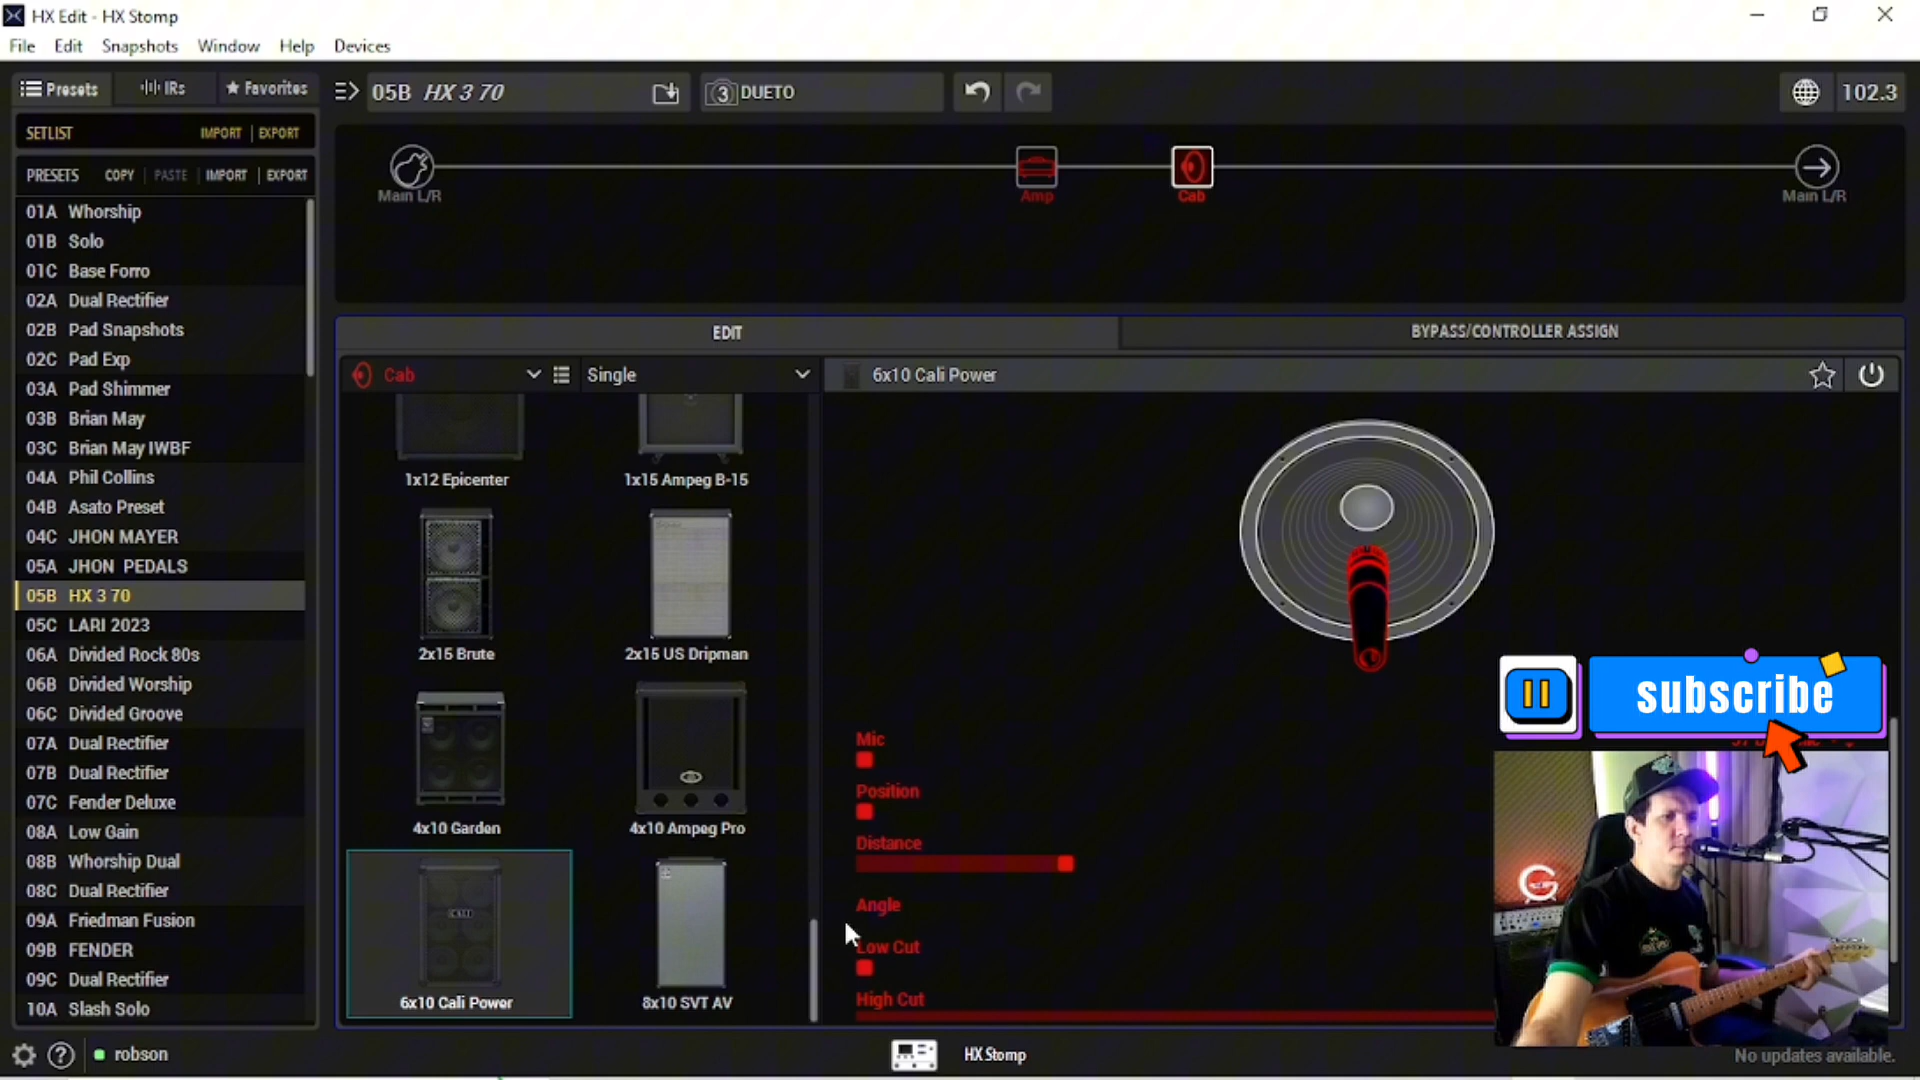 HX Edit - HX Stomp
File Edit Snapshots Window Help Devices
Presets IRs Favorites 05B HX 3 70 3 DUETO 102.3
SETLIST IMPORT | EXPORT
PRESETS COPY PASTE IMPORT | EXPORT
Main L/R Amp Cab Main L/R
01A Whorship
01B Solo
01C Base Forro
02A Dual Rectifier
02B Pad Snapshots
02C Pad Exp
03A Pad Shimmer
03B Brian May
03C Brian May IWBF
04A Phil Collins
04B Asato Preset
04C JHON MAYER
05A JHON PEDALS
05B HX 3 70
05C LARI 2023
06A Divided Rock 80s
06B Divided Worship
06C Divided Groove
07A Dual Rectifier
07B Dual Rectifier
07C Fender Deluxe
08A Low Gain
08B Whorship Dual
08C Dual Rectifier
09A Friedman Fusion
09B FENDER
09C Dual Rectifier
10A Slash Solo
EDIT BYPASS/CONTROLLER ASSIGN
Cab Single 6x10 Cali Power
1x12 Epicenter 1x15 Ampeg B-15
2x15 Brute 2x15 US Dripman
4x10 Garden 4x10 Ampeg Pro
CALI
6x10 Cali Power 8x10 SVT AV
Mic
Position
Distance
Angle
Low Cut
High Cut
subscribe
G
robson HX Stomp No updates available.